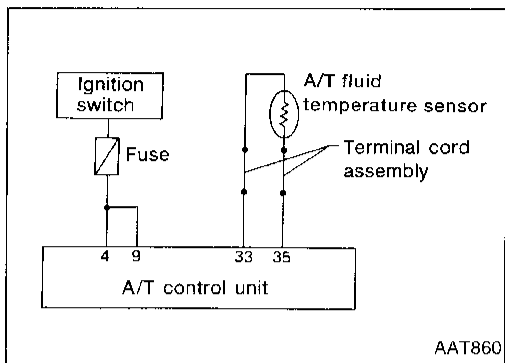 Ignition
switch
Fuse
A/T fluid
temperature sensor
Terminal cord
assembly
4 9 33 35
A/T control unit
AAT860